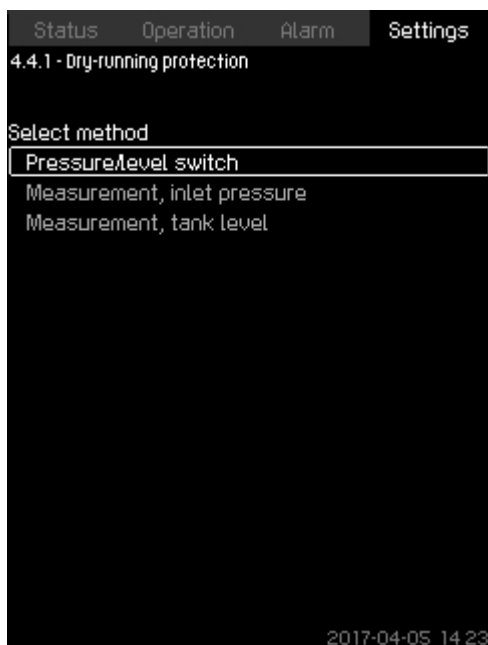 Status Operation Alarm Settings
4.4.1 - Dry-running protection
Select method
Pressure/level switch
Measurement, inlet pressure
Measurement, tank level
2017-04-05 14:23